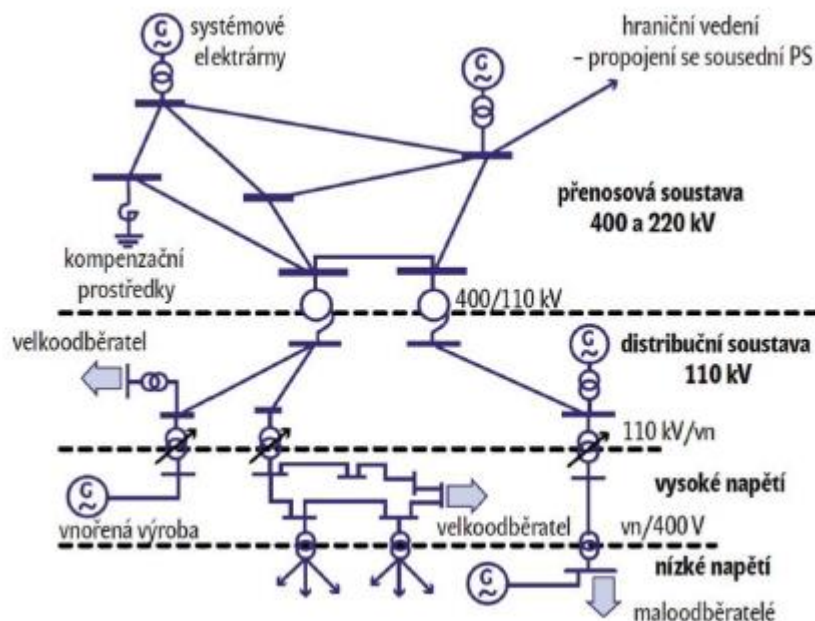 systémové
elektrárny
hraniční vedení
– propojení se sousední PS
přenosová soustava
400 a 220 kV
kompenzační
prostředky
400/110 kV
velkoodběratel
distribuční soustava
110 kV
110 kV/vn
vysoké napětí
vnořená výroba
velkoodběratel
vn/400 V
nízké napětí
maloodběratelé
G
G
G
G
G